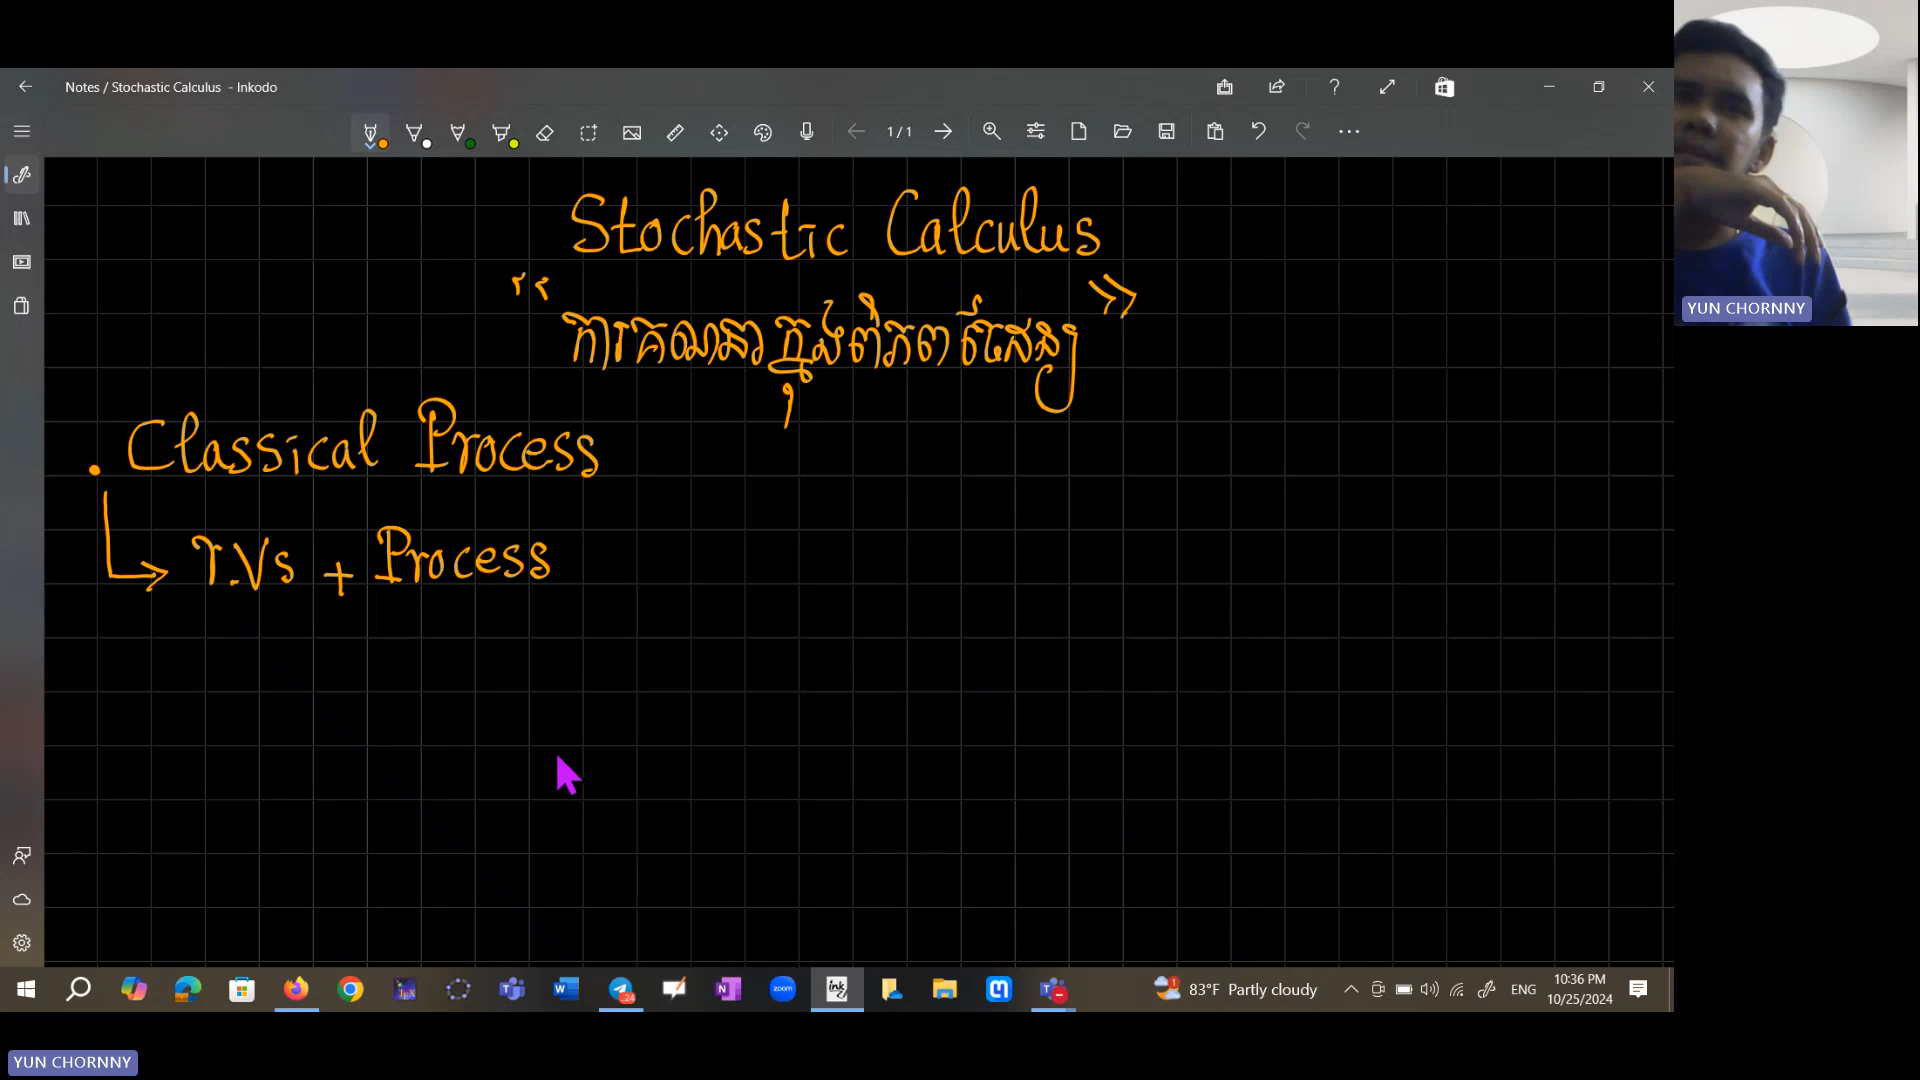 Notes / Stochastic Calculus - Inkodo
1 / 1
YUN CHORNNY
Stochastic Calculus
“ ការគណនាក្នុងពិភពចៃដន្យ ”
. Classical Process
r.Vs + Process
24
83°F Partly cloudy
ENG
10:36 PM
10/25/2024
YUN CHORNNY